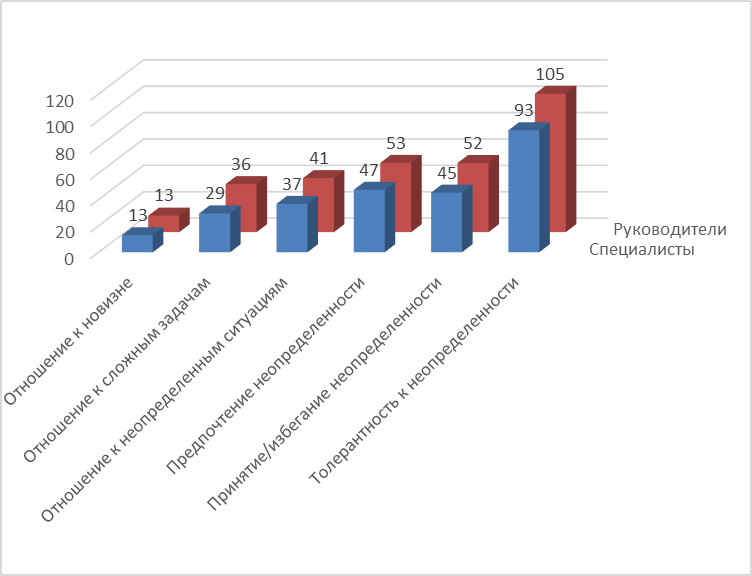 120
100
80
60
40
20
0
13
29
37
47
45
93
13
36
41
53
52
105
Руководители
Специалисты
Отношение к новизне
Отношение к сложным задачам
Отношение к неопределенным ситуациям
Предпочтение неопределенности
Принятие/избегание неопределенности
Толерантность к неопределенности